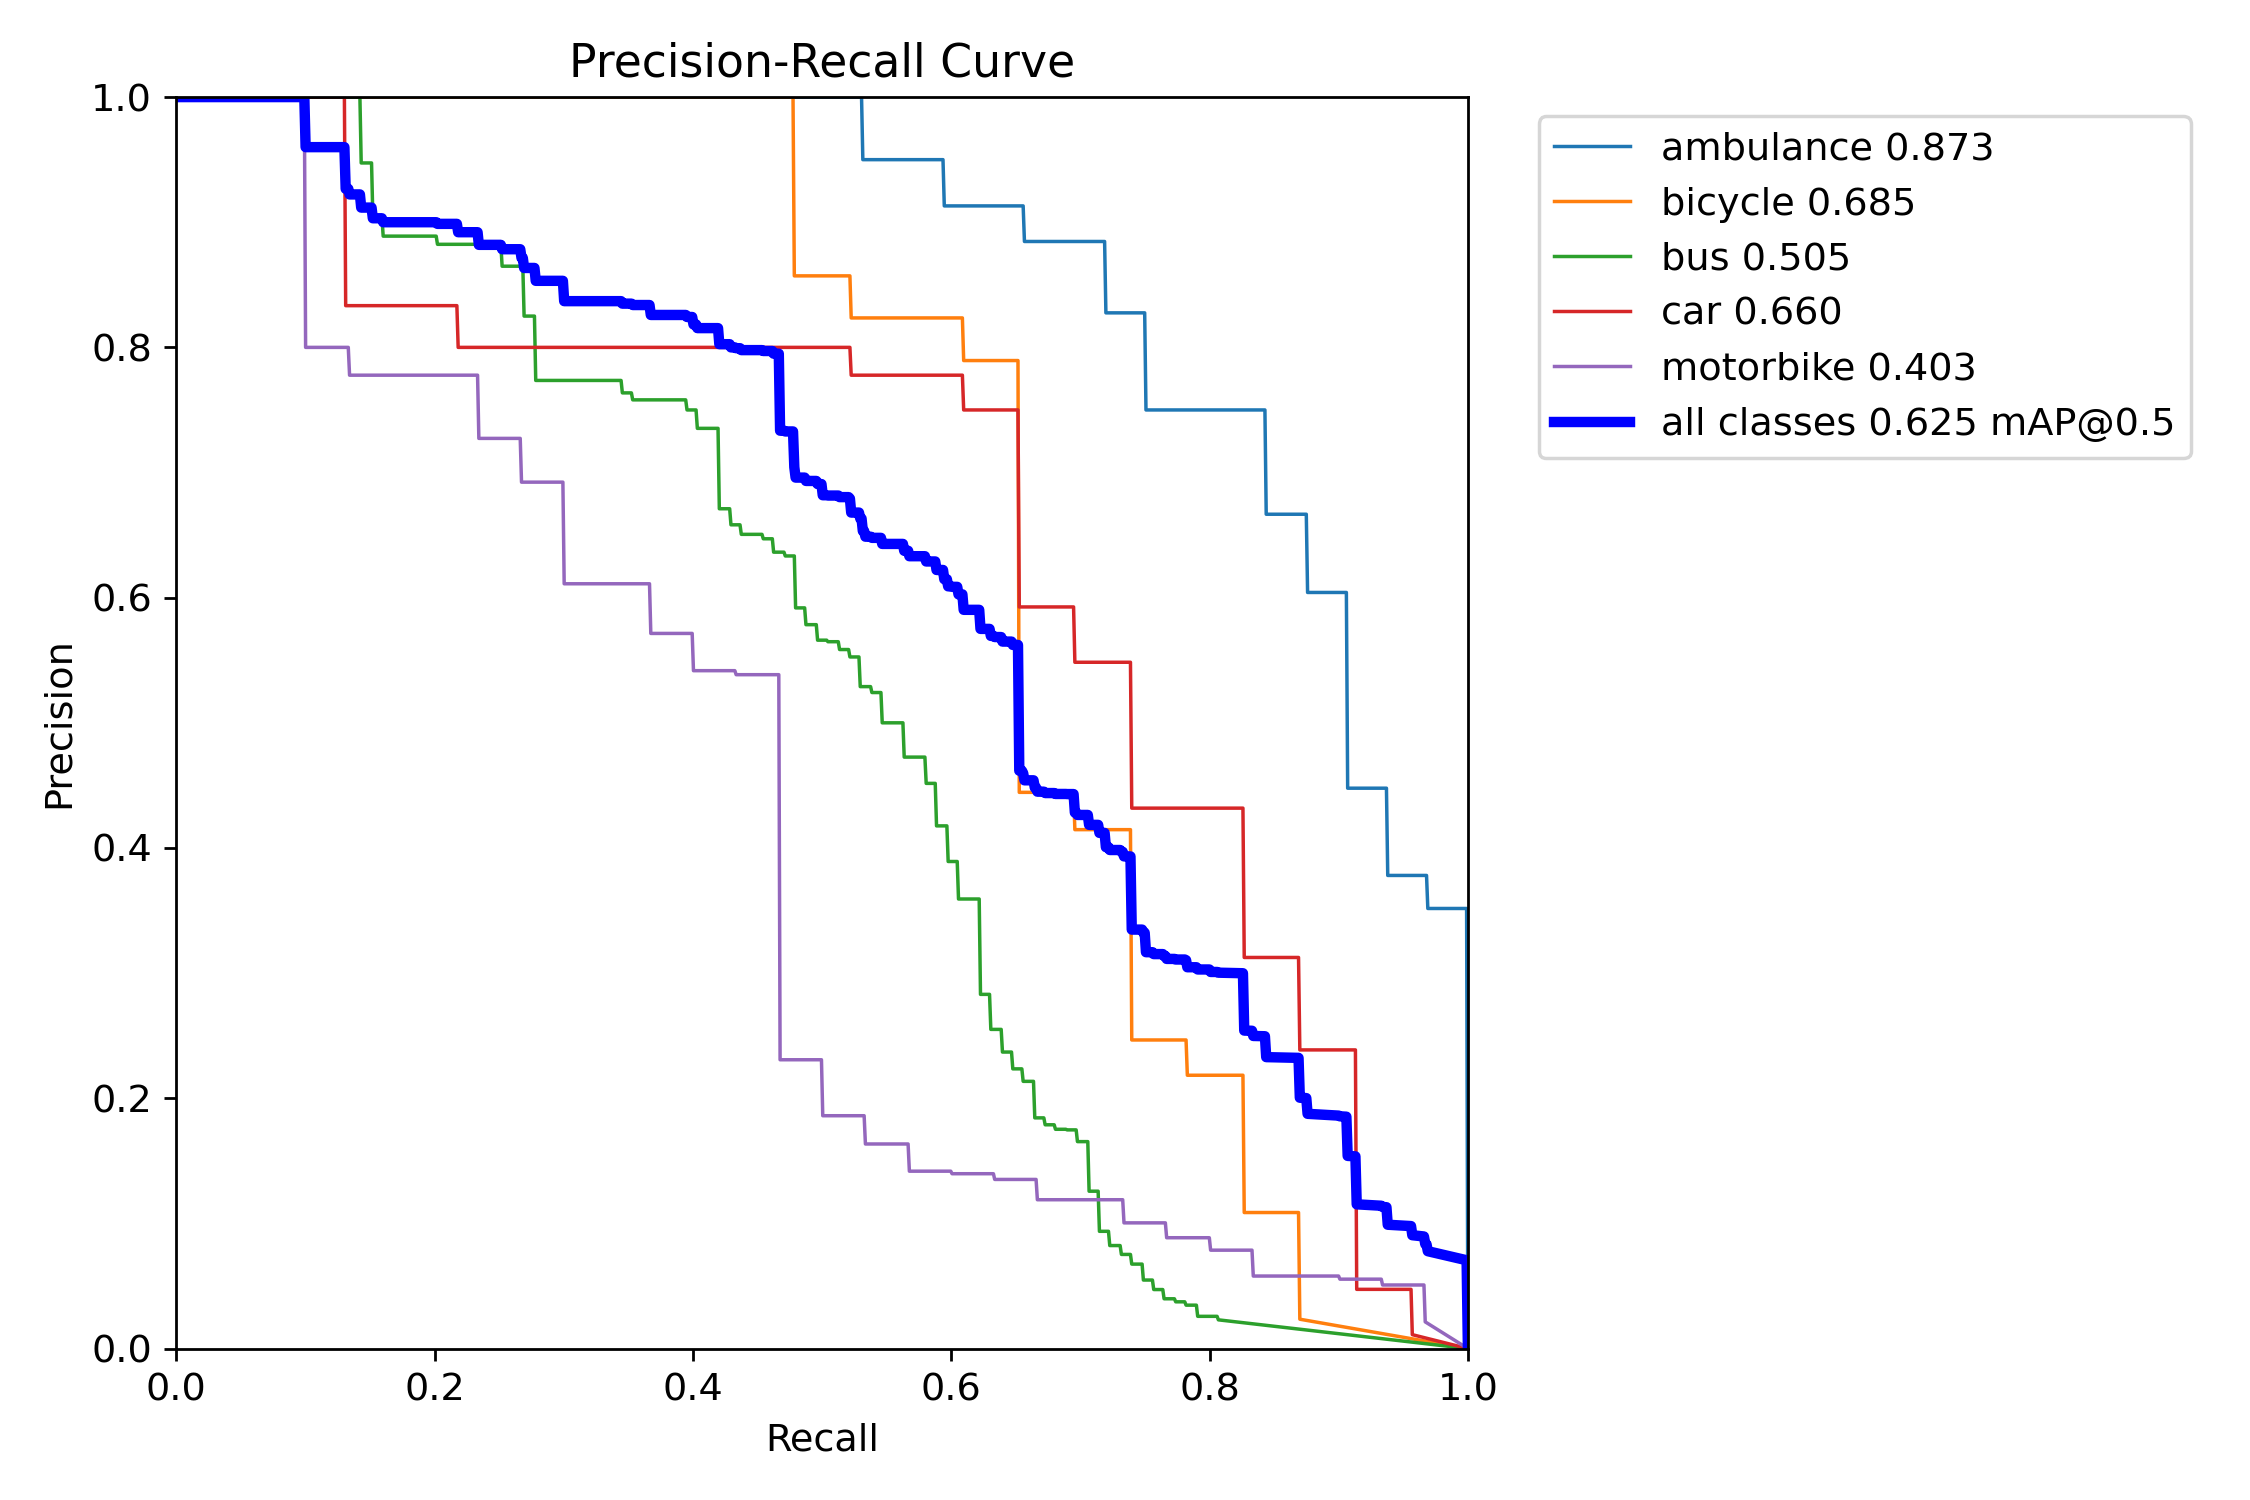 Precision-Recall Curve
1.0
0.8
0.6
0.4
0.2
0.0
Precision
0.0 0.2 0.4 0.6 0.8 1.0
Recall
ambulance 0.873
bicycle 0.685
bus 0.505
car 0.660
motorbike 0.403
all classes 0.625 mAP@0.5